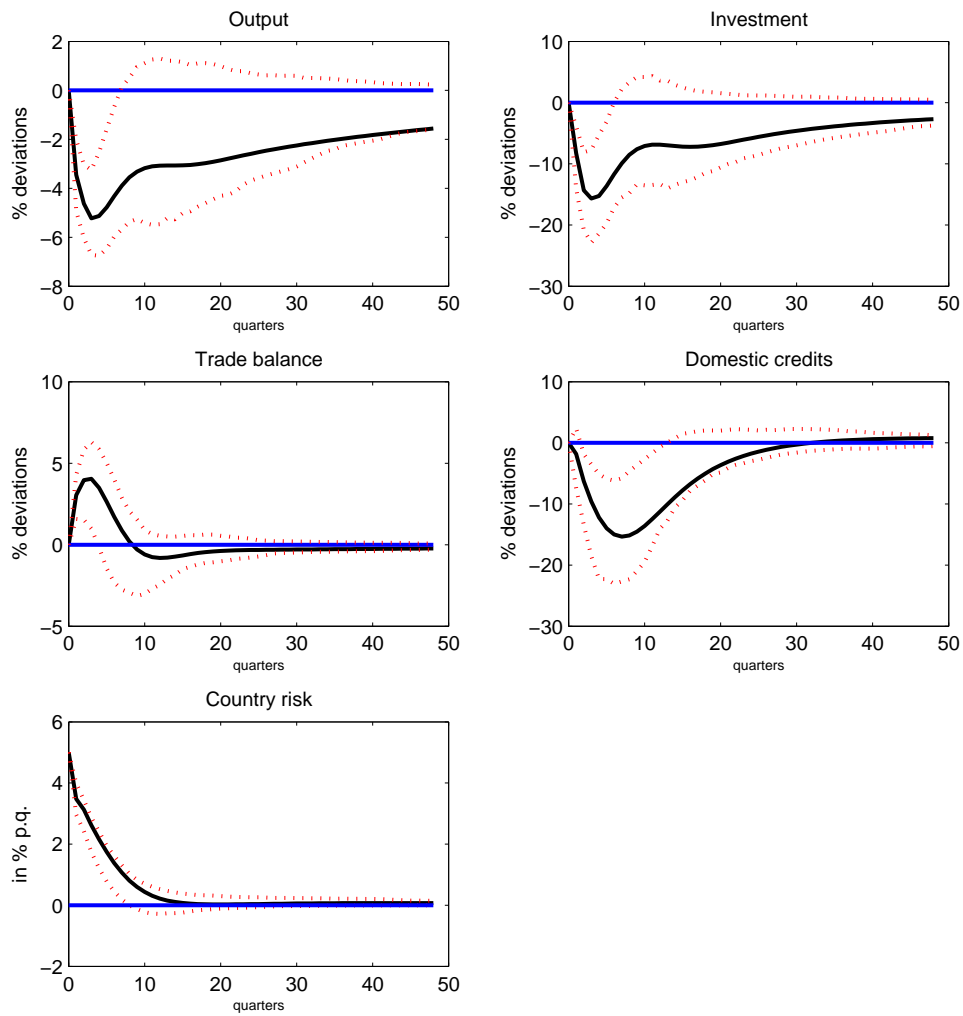 Output
2
0
−2
−4
−6
−8
% deviations
0 10 20 30 40 50
quarters
Investment
10
0
−10
−20
−30
% deviations
0 10 20 30 40 50
quarters
Trade balance
10
5
0
−5
% deviations
0 10 20 30 40 50
quarters
Domestic credits
10
0
−10
−20
−30
% deviations
0 10 20 30 40 50
quarters
Country risk
6
4
2
0
−2
in % p.q.
0 10 20 30 40 50
quarters